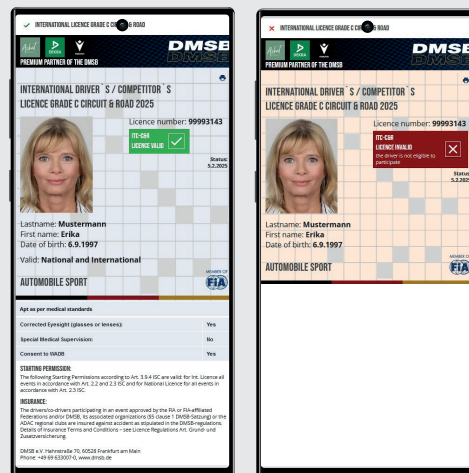 INTERNATIONAL LICENCE GRADE C CIR & ROAD
DEKRA
DMSB
DMSB
PREMIUM PARTNER OF THE DMSB
INTERNATIONAL DRIVER`S / COMPETITOR`S
LICENCE GRADE C CIRCUIT & ROAD 2025
Licence number: 99993143
ITC-C&R
LICENCE VALID
Status:
5.2.2025
Lastname: Mustermann
First name: Erika
Date of birth: 6.9.1997
Valid: National and International
MEMBER OF
AUTOMOBILE SPORT
FIA
Apt as per medical standards
Corrected Eyesight (glasses or lenses): Yes
Special Medical Supervision: No
Consent to WADB Yes
STARTING PERMISSION:
The following Starting Permissions according to Art. 3.9.4 ISC are valid: for Int. Licence all
events in accordance with Art. 2.2 and 2.3 ISC and for National Licence for all events in
accordance with Art. 2.3 ISC.
INSURANCE:
The drivers/co-drivers participating in an event approved by the FIA or FIA-affiliated
Federations and/or DMSB, its associated organizations (§5 clause 1 DMSB-Satzung) or the
ADAC regional clubs are insured against accident as stipulated in the DMSB-regulations.
Details of Insurance Terms and Conditions – see Licence Regulations Art. Grund- und
Zusatzversicherung.
DMSB e.V. Hahnstraße 70, 60528 Frankfurt am Main
Phone: +49 69 633007-0, www.dmsb.de
INTERNATIONAL LICENCE GRADE C CIR & ROAD
DEKRA
DMSB
DMSB
PREMIUM PARTNER OF THE DMSB
INTERNATIONAL DRIVER`S / COMPETITOR`S
LICENCE GRADE C CIRCUIT & ROAD 2025
Licence number: 99993143
ITC-C&R
LICENCE INVALID
the driver is not eligible to
participate
Status
5.2.202
Lastname: Mustermann
First name: Erika
Date of birth: 6.9.1997
MEMBER O
AUTOMOBILE SPORT
FIA